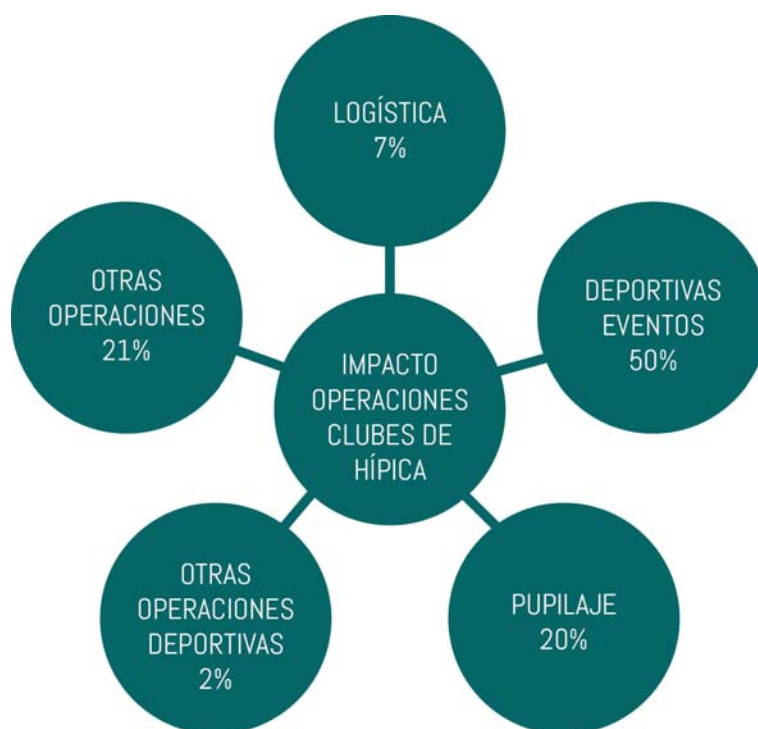 LOGÍSTICA
7%
DEPORTIVAS
EVENTOS
50%
OTRAS
OPERACIONES
21%
IMPACTO
OPERACIONES
CLUBES DE
HÍPICA
OTRAS
OPERACIONES
DEPORTIVAS
2%
PUPILAJE
20%